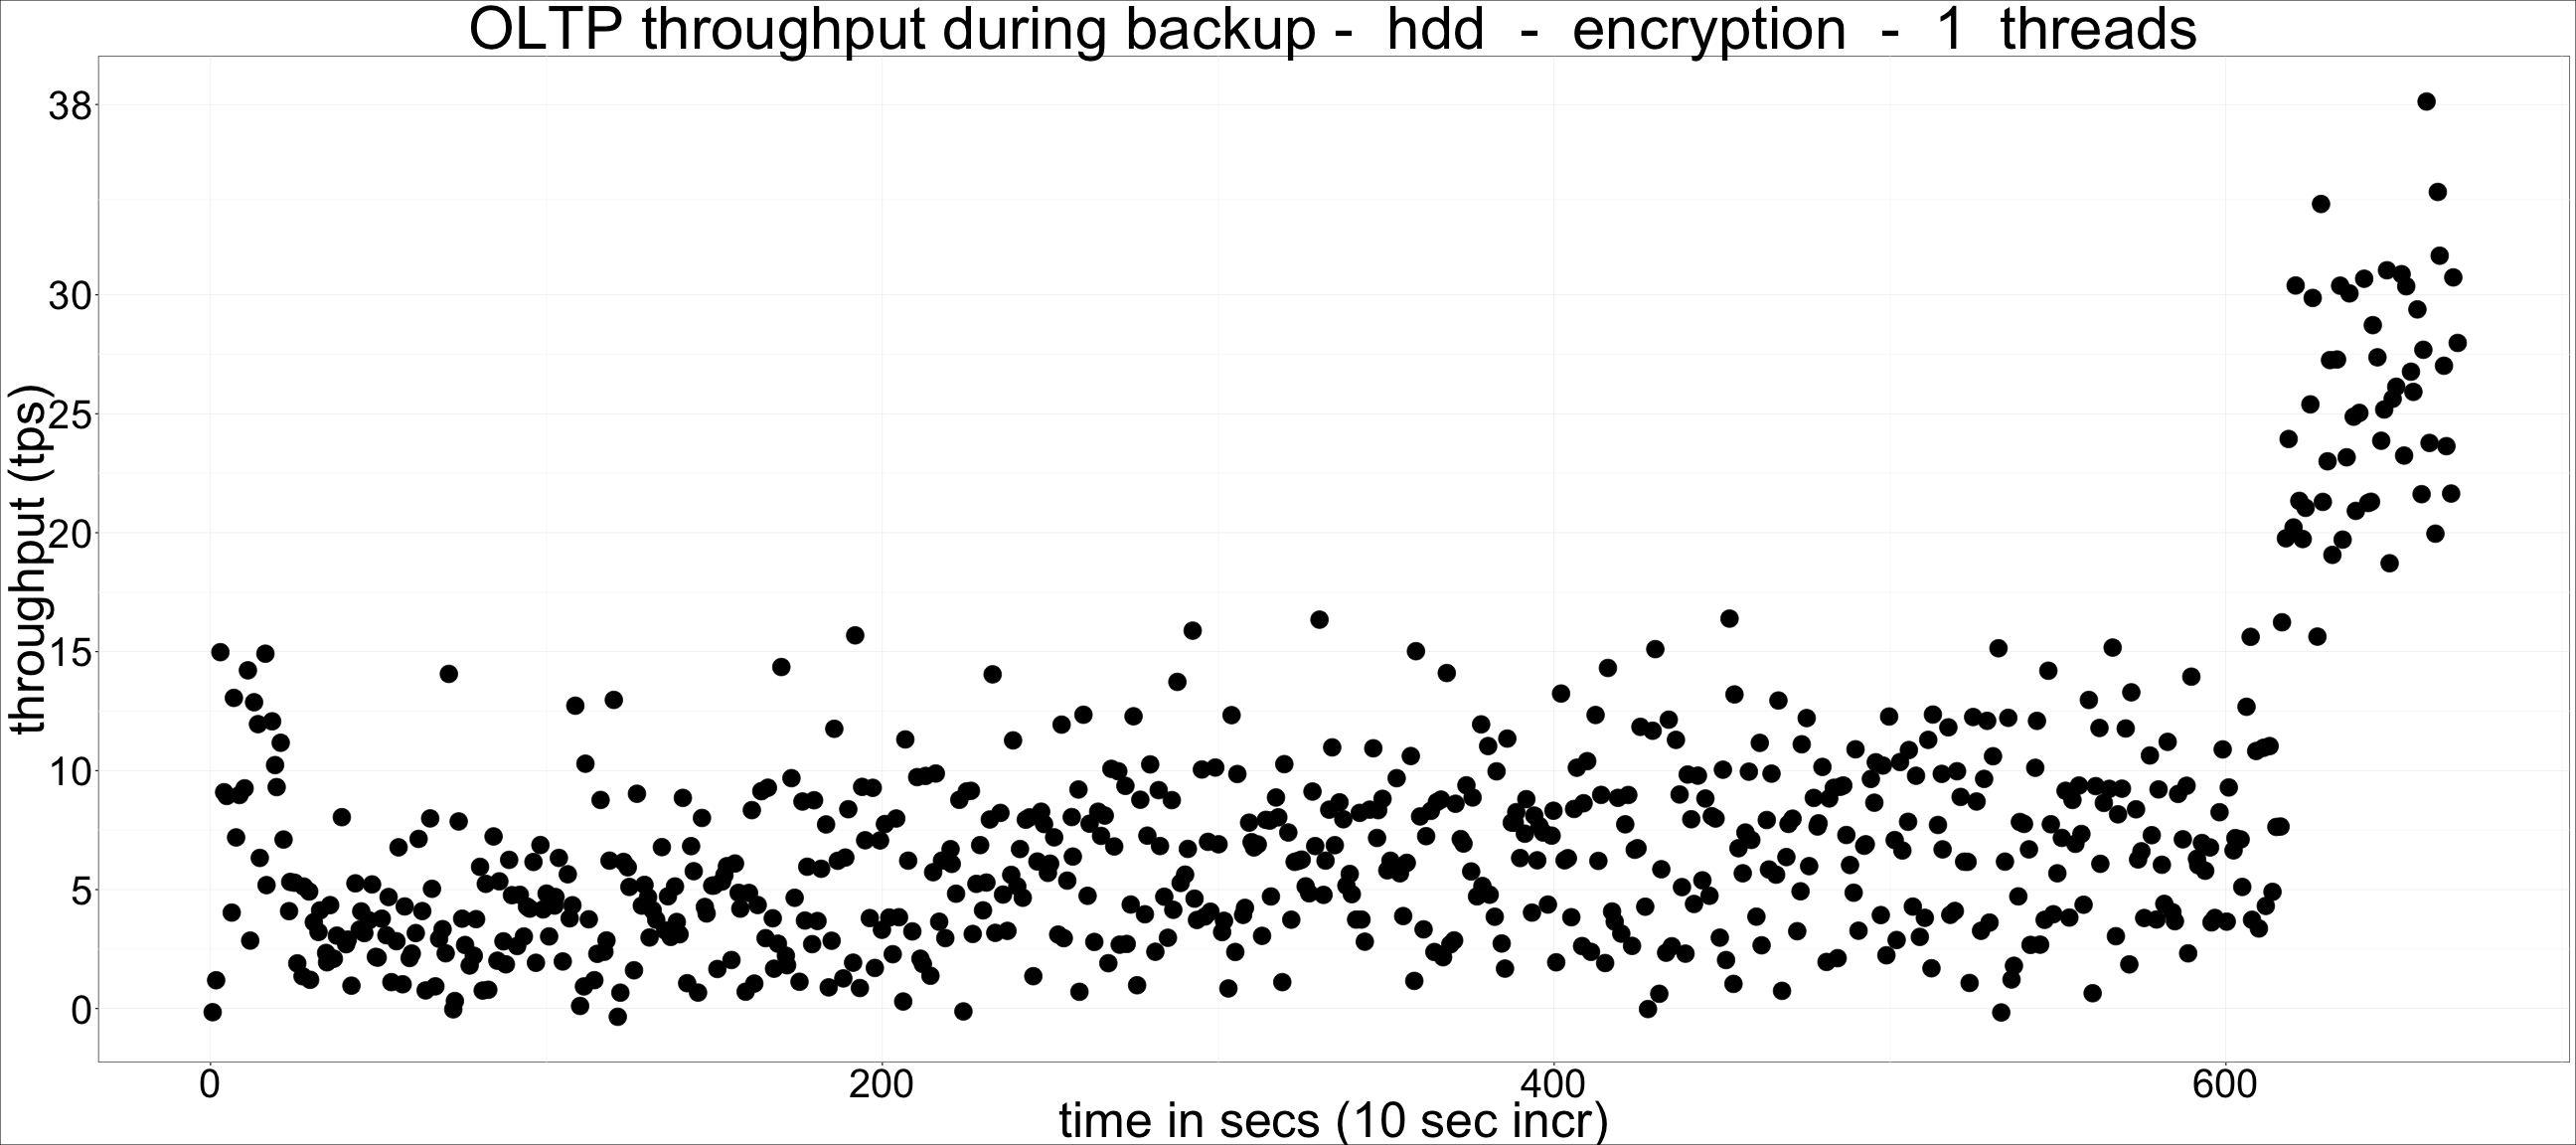 OLTP throughput during backup - hdd - encryption - 1 threads
throughput (tps)
38
30
25
20
15
10
5
0
0 200 400 600
time in secs (10 sec incr)